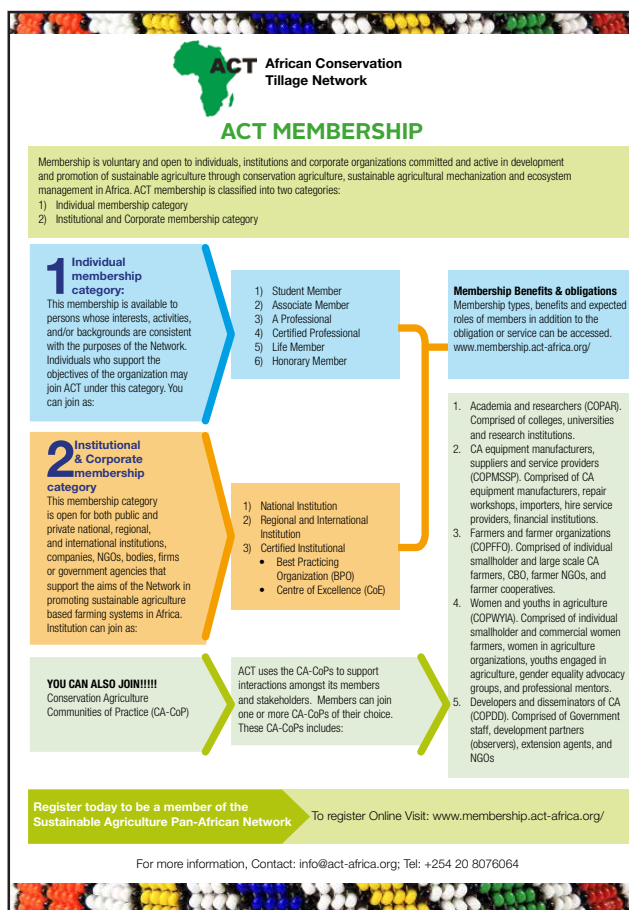 ACT African Conservation
Tillage Network
ACT MEMBERSHIP
Membership is voluntary and open to individuals, institutions and corporate organizations committed and active in development
and promotion of sustainable agriculture through conservation agriculture, sustainable agricultural mechanization and ecosystem
management in Africa. ACT membership is classified into two categories:
1) Individual membership category
2) Institutional and Corporate membership category
1 Individual
membership
category:
This membership is available to
persons whose interests, activities,
and/or backgrounds are consistent
with the purposes of the Network.
Individuals who support the
objectives of the organization may
join ACT under this category. You
can join as:
1) Student Member
2) Associate Member
3) A Professional
4) Certified Professional
5) Life Member
6) Honorary Member
Membership Benefits & obligations
Membership types, benefits and expected
roles of members in addition to the
obligation or service can be accessed.
www.membership.act-africa.org/
2 Institutional
& Corporate
membership
category
This membership category
is open for both public and
private national, regional,
and international institutions,
companies, NGOs, bodies, firms
or government agencies that
support the aims of the Network in
promoting sustainable agriculture
based farming systems in Africa.
Institution can join as:
1) National Institution
2) Regional and International
Institution
3) Certified Institutional
• Best Practicing
Organization (BPO)
• Centre of Excellence (CoE)
YOU CAN ALSO JOIN!!!!!
Conservation Agriculture
Communities of Practice (CA-CoP)
ACT uses the CA-CoPs to support
interactions amongst its members
and stakeholders. Members can join
one or more CA-CoPs of their choice.
These CA-CoPs includes:
1. Academia and researchers (COPAR).
Comprised of colleges, universities
and research institutions.
2. CA equipment manufacturers,
suppliers and service providers
(COPMSSP). Comprised of CA
equipment manufacturers, repair
workshops, importers, hire service
providers, financial institutions.
3. Farmers and farmer organizations
(COPFFO). Comprised of individual
smallholder and large scale CA
farmers, CBO, farmer NGOs, and
farmer cooperatives.
4. Women and youths in agriculture
(COPWYIA). Comprised of individual
smallholder and commercial women
farmers, women in agriculture
organizations, youths engaged in
agriculture, gender equality advocacy
groups, and professional mentors.
5. Developers and disseminators of CA
(COPDD). Comprised of Government
staff, development partners
(observers), extension agents, and
NGOs
Register today to be a member of the
Sustainable Agriculture Pan-African Network
To register Online Visit: www.membership.act-africa.org/
For more information, Contact: info@act-africa.org; Tel: +254 20 8076064